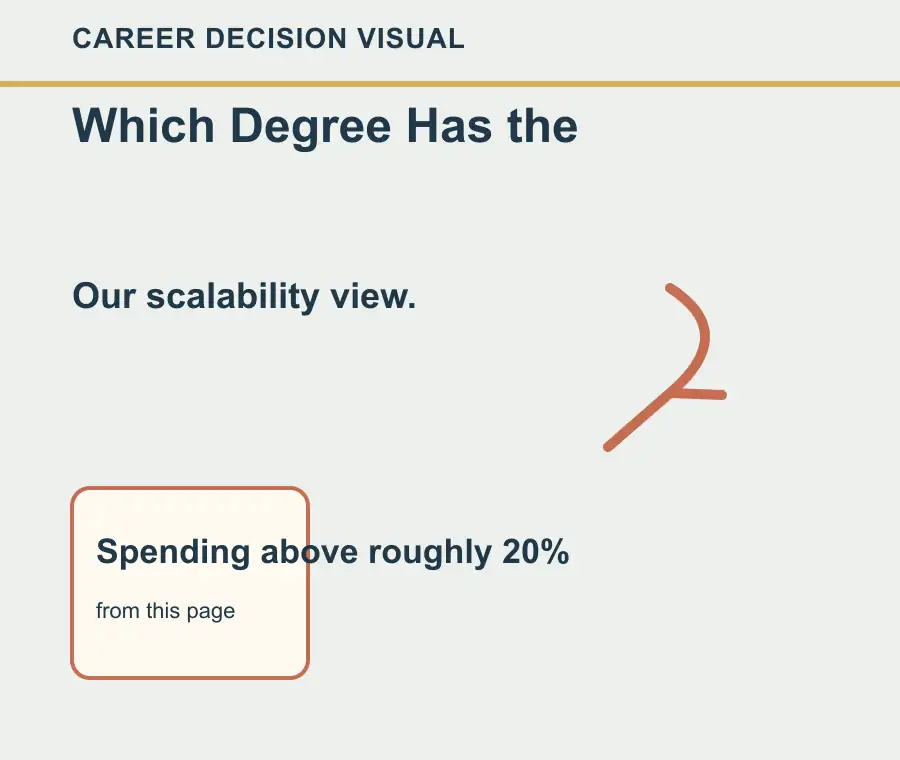 CAREER DECISION VISUAL
Which Degree Has the
Our scalability view.
Spending above roughly 20%
from this page